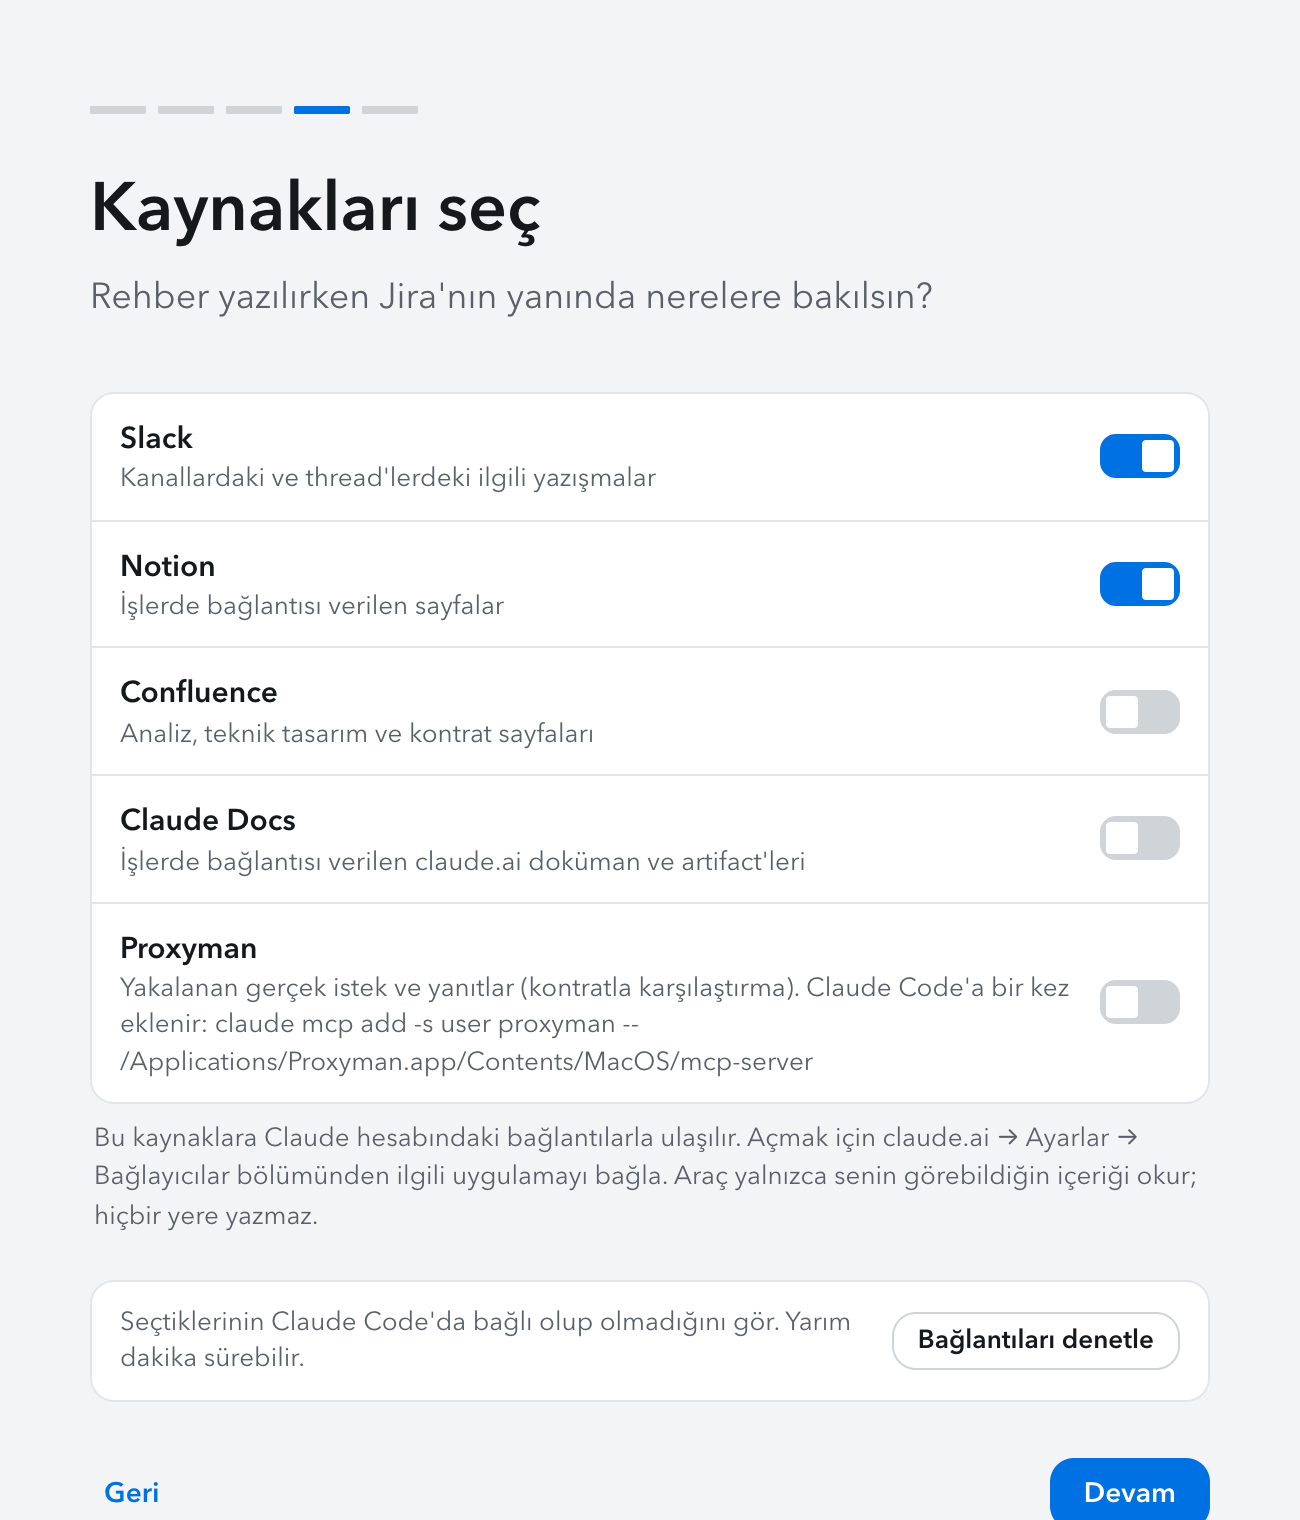 Kaynakları seç
Rehber yazılırken Jira'nın yanında nerelere bakılsın?
Slack
Kanallardaki ve thread'lerdeki ilgili yazışmalar
Notion
İşlerde bağlantısı verilen sayfalar
Confluence
Analiz, teknik tasarım ve kontrat sayfaları
Claude Docs
İşlerde bağlantısı verilen claude.ai doküman ve artifact'leri
Proxyman
Yakalanan gerçek istek ve yanıtlar (kontratla karşılaştırma). Claude Code'a bir kez
eklenir: claude mcp add -s user proxyman --
/Applications/Proxyman.app/Contents/MacOS/mcp-server
Bu kaynaklara Claude hesabındaki bağlantılarla ulaşılır. Açmak için claude.ai → Ayarlar →
Bağlayıcılar bölümünden ilgili uygulamayı bağla. Araç yalnızca senin görebildiğin içeriği okur;
hiçbir yere yazmaz.
Seçtiklerinin Claude Code'da bağlı olup olmadığını gör. Yarım
dakika sürebilir.
Bağlantıları denetle
Geri
Devam